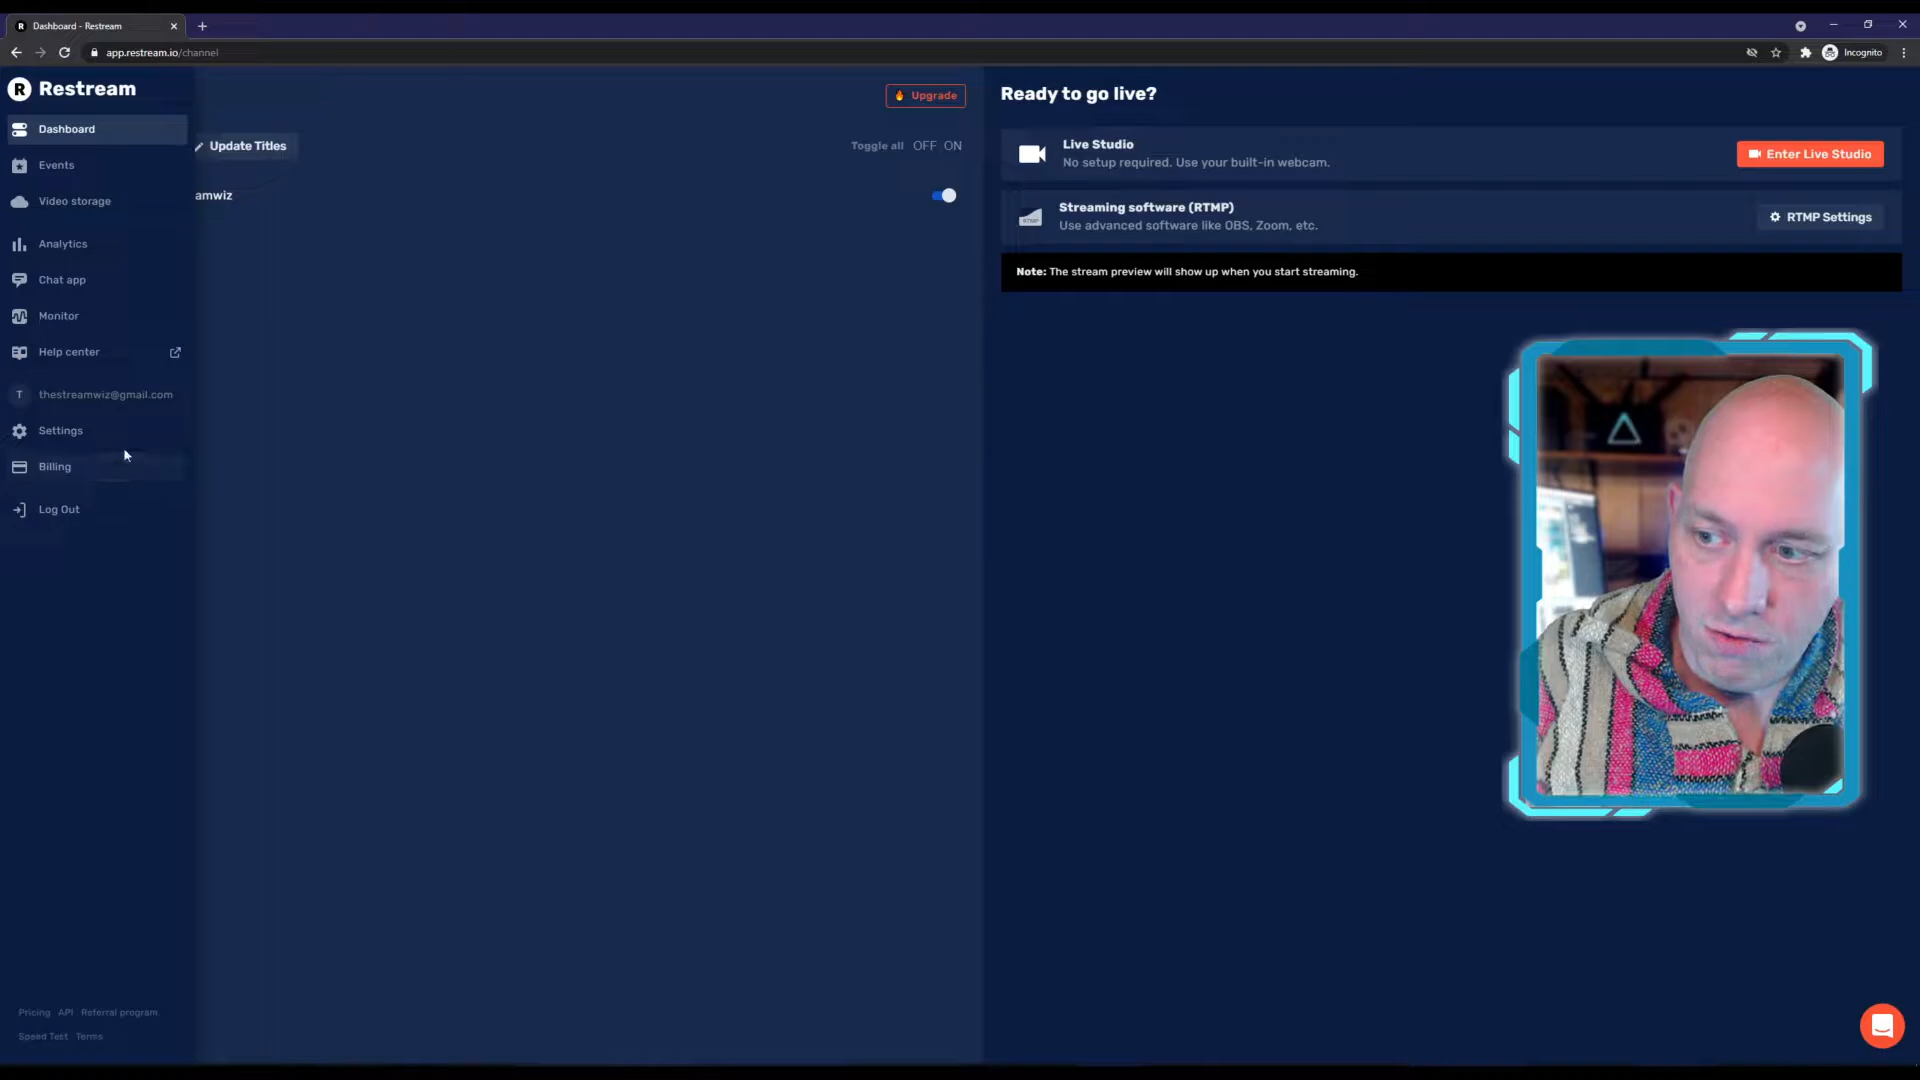 Dashboard - Restream
app.restream.io/channel
Incognito
R Restream
Dashboard
Events
Video storage
Analytics
Chat app
Monitor
Help center
T thestreamwiz@gmail.com
Settings
Billing
Log Out
Pricing API Referral program
Speed Test Terms
Upgrade
Update Titles
Toggle all OFF ON
amwiz
Ready to go live?
Live Studio
No setup required. Use your built-in webcam.
Enter Live Studio
RTMP
Streaming software (RTMP)
Use advanced software like OBS, Zoom, etc.
RTMP Settings
Note: The stream preview will show up when you start streaming.